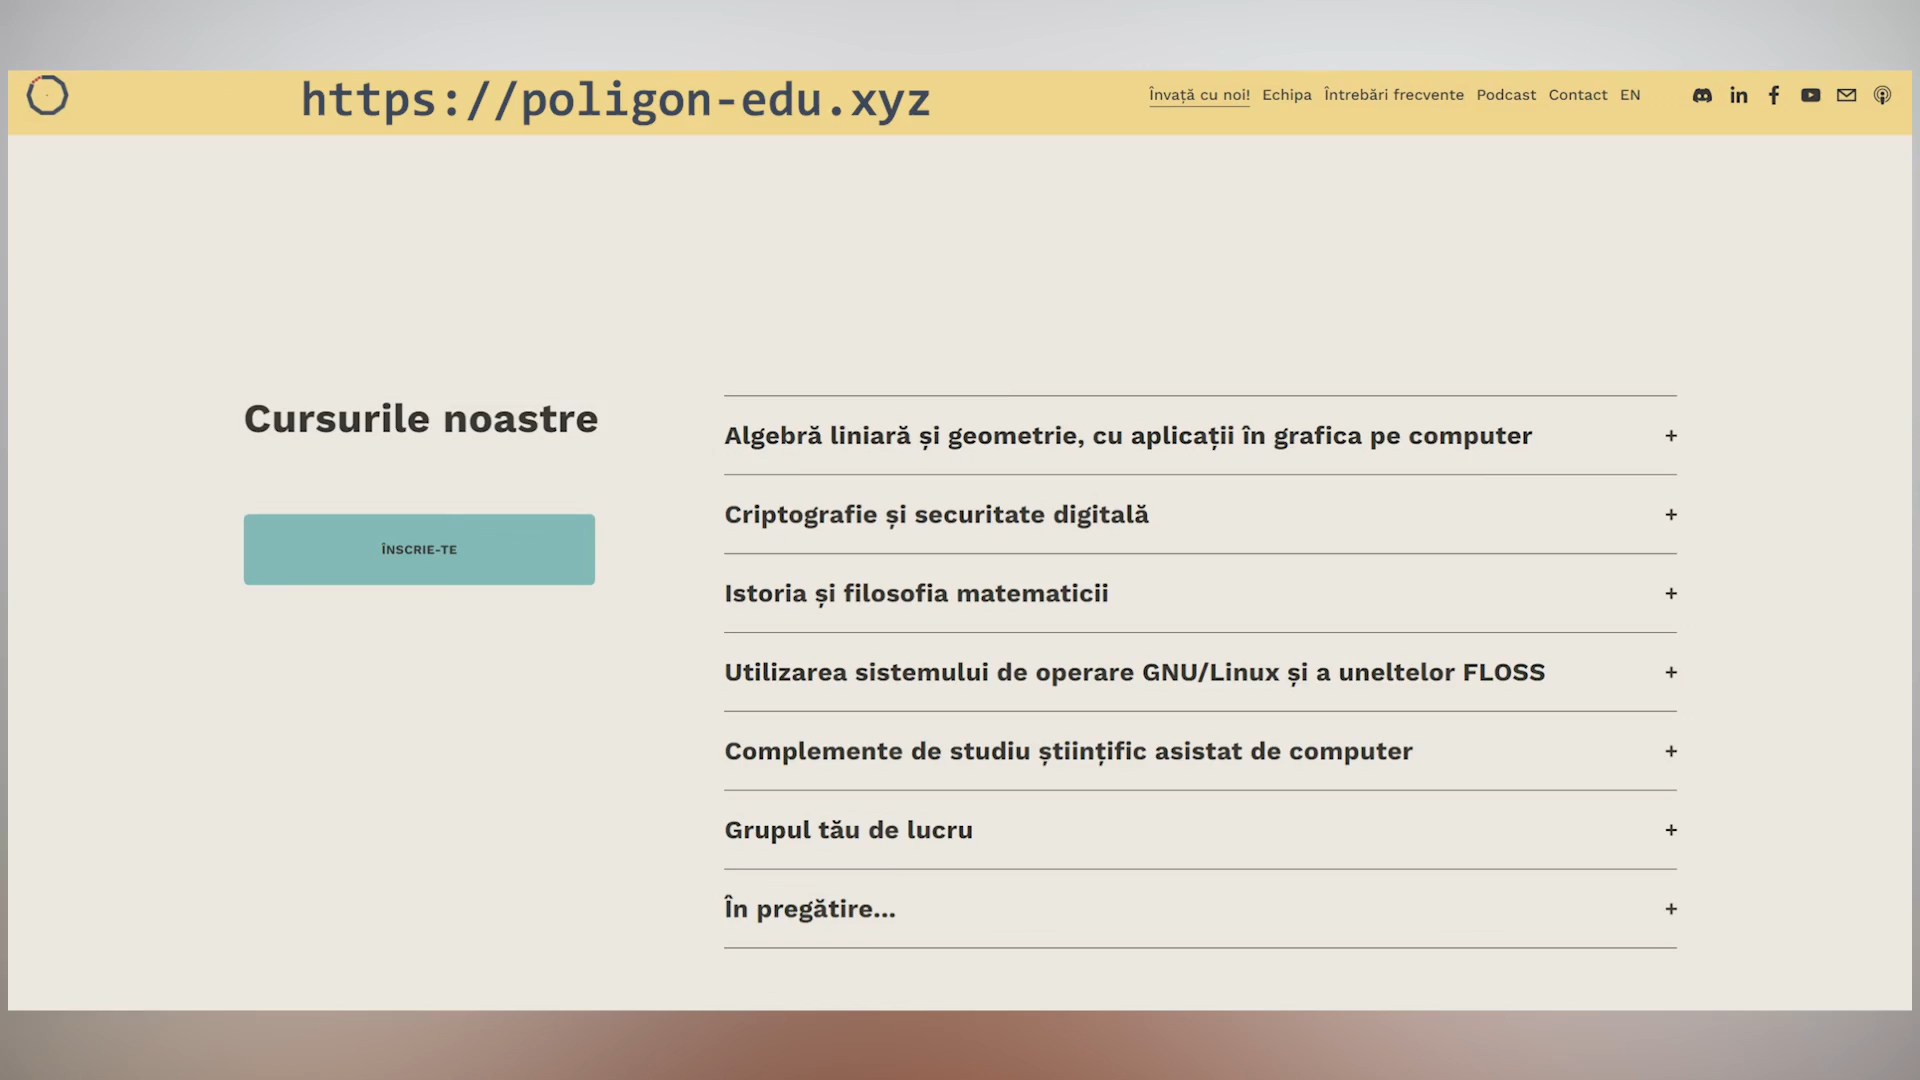 https://poligon-edu.xyz
Învață cu noi! Echipa Întrebări frecvente Podcast Contact EN
Cursurile noastre
ÎNSCRIE-TE
Algebră liniară și geometrie, cu aplicații în grafica pe computer
Criptografie și securitate digitală
Istoria și filosofia matematicii
Utilizarea sistemului de operare GNU/Linux și a uneltelor FLOSS
Complemente de studiu științific asistat de computer
Grupul tău de lucru
În pregătire...